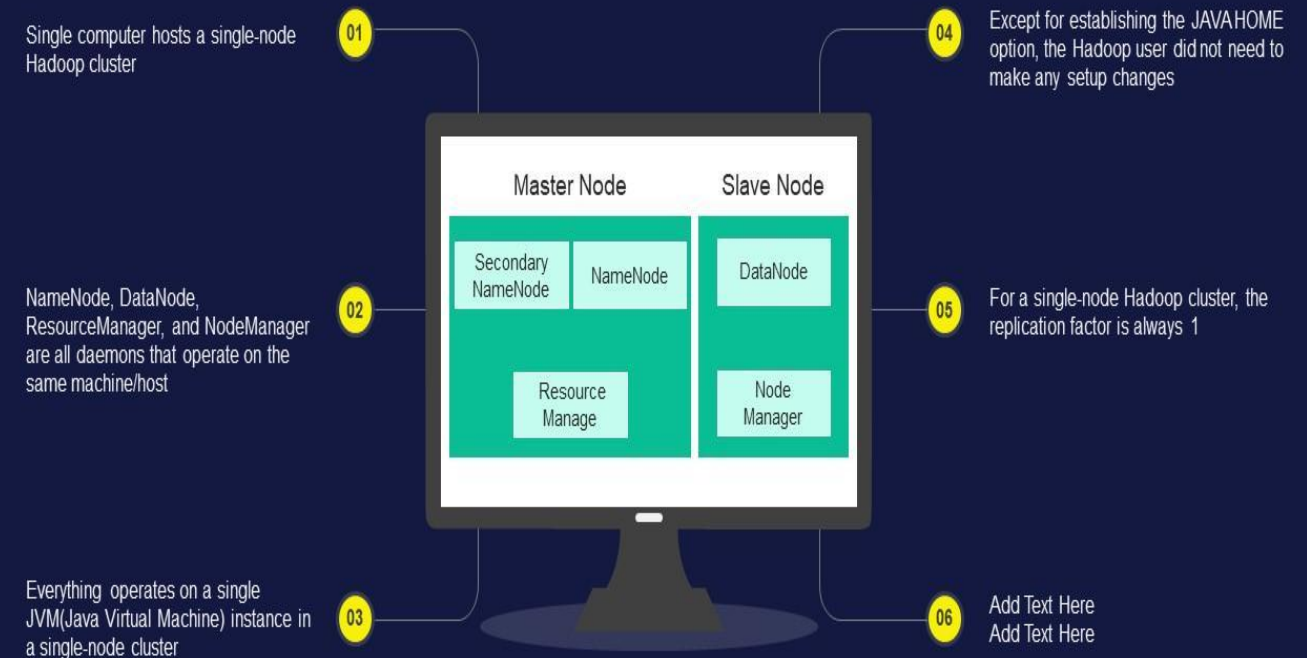 01
Single computer hosts a single-node
Hadoop cluster
02
NameNode, DataNode,
ResourceManager, and NodeManager
are all daemons that operate on the
same machine/host
03
Everything operates on a single
JVM(Java Virtual Machine) instance in
a single-node cluster
Master Node
Secondary
NameNode
NameNode
Resource
Manage
Slave Node
DataNode
Node
Manager
04
Except for establishing the JAVAHOME
option, the Hadoop user did not need to
make any setup changes
05
For a single-node Hadoop cluster, the
replication factor is always 1
06
Add Text Here
Add Text Here